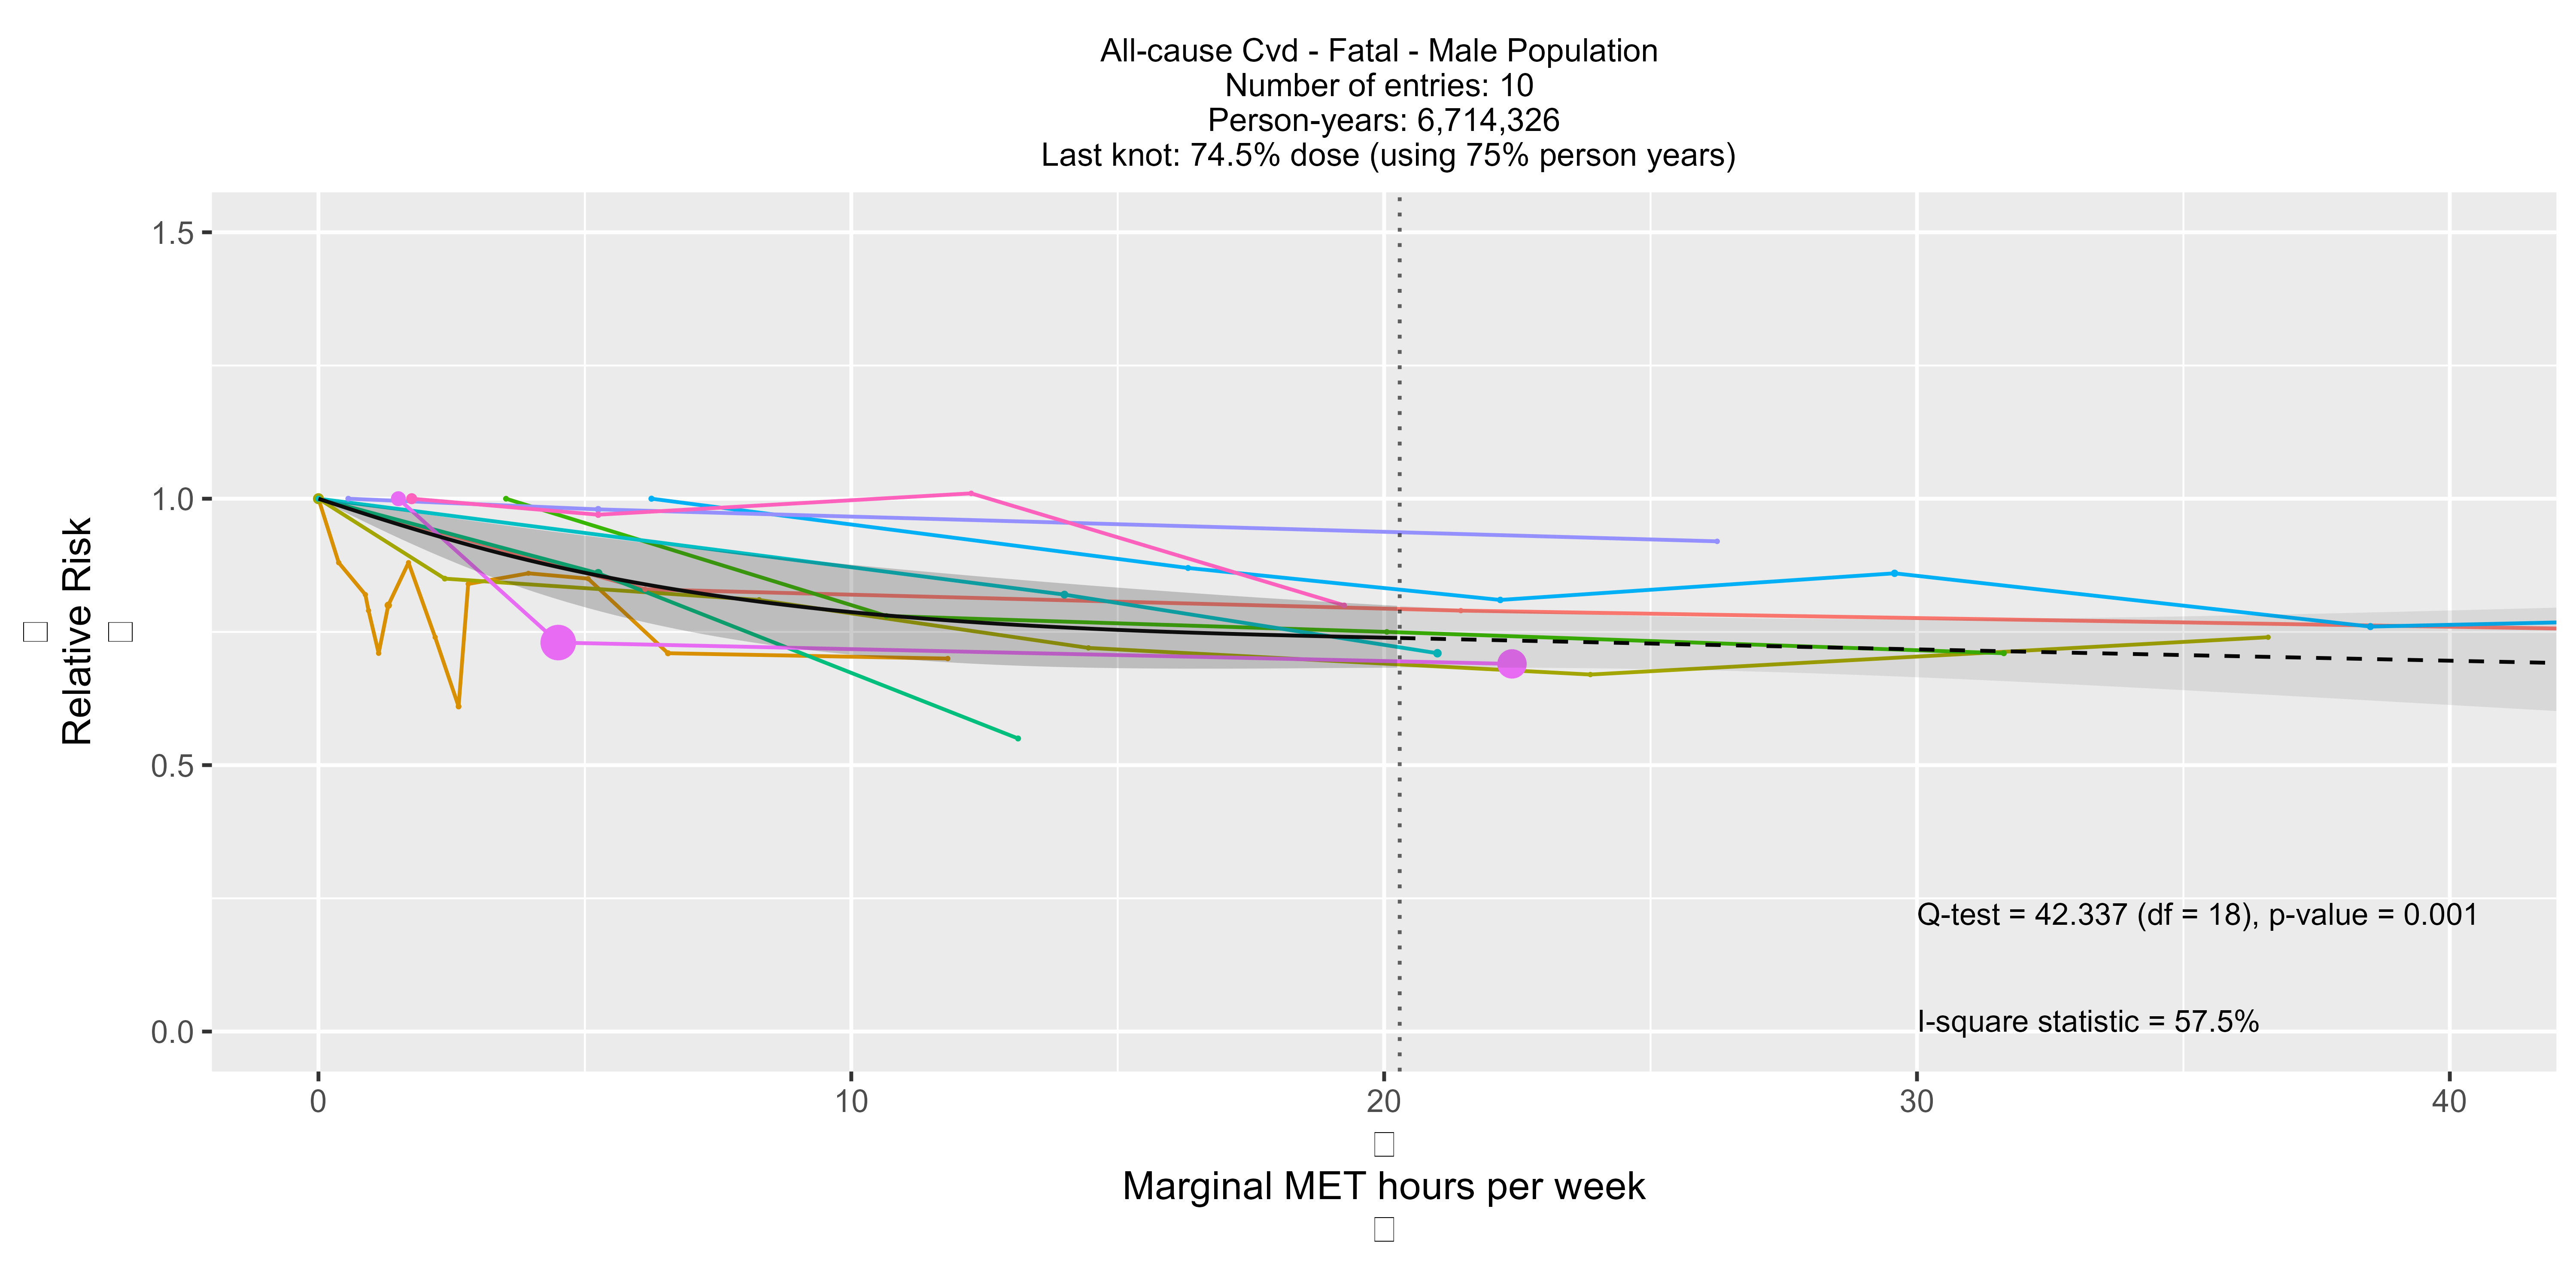 All-cause Cvd - Fatal - Male Population
Number of entries: 10
Person-years: 6,714,326
Last knot: 74.5% dose (using 75% person years)
1.5
1.0
0.5
0.0
Relative Risk
Q-test = 42.337 (df = 18), p-value = 0.001
I-square statistic = 57.5%
0 10 20 30 40
Marginal MET hours per week